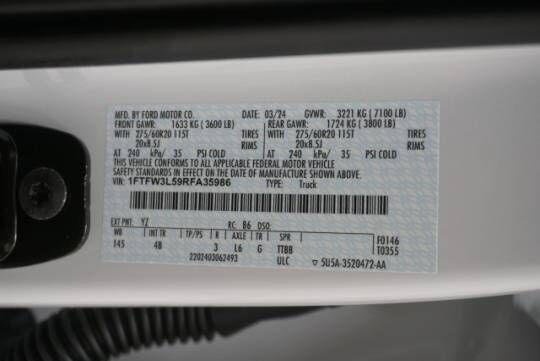 MFD. BY FORD MOTOR CO. DATE: 03/24 GVWR: 3221 KG ( 7100 LB)
FRONT GAWR: 1633 KG ( 3600 LB) REAR GAWR: 1724 KG ( 3800 LB)
WITH 275/60R20 115T TIRES WITH 275/60R20 115T TIRES
20x8.5J RIMS 20x8.5J RIMS
AT 240 kPa/ 35 PSI COLD AT 240 kPa/ 35 PSI COLD
THIS VEHICLE CONFORMS TO ALL APPLICABLE FEDERAL MOTOR VEHICLE
SAFETY STANDARDS IN EFFECT ON THE DATE OF MANUFACTURE SHOWN ABOVE.
VIN: 1FTFW3L59RFA35986 TYPE: Truck
EXT PNT: YZ RC: 86 DSO:
WB INT TR TP/PS R AXLE TR SPR F0146
145 4B 3 L6 G TTBB T0355
2202403062493 ULC 5U5A-3520472-AA